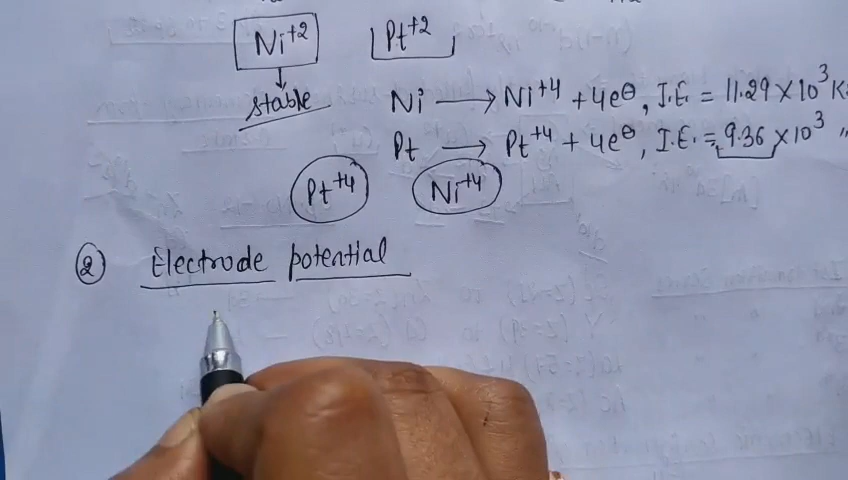 Ni+2 Pt+2
stable
Ni → Ni+4 + 4e⊖, I.E. = 11.29 × 10³ K
Pt → Pt+4 + 4e⊖, I.E. = 9.36 × 10³ "
Pt+4 Ni+4
② Electrode potential